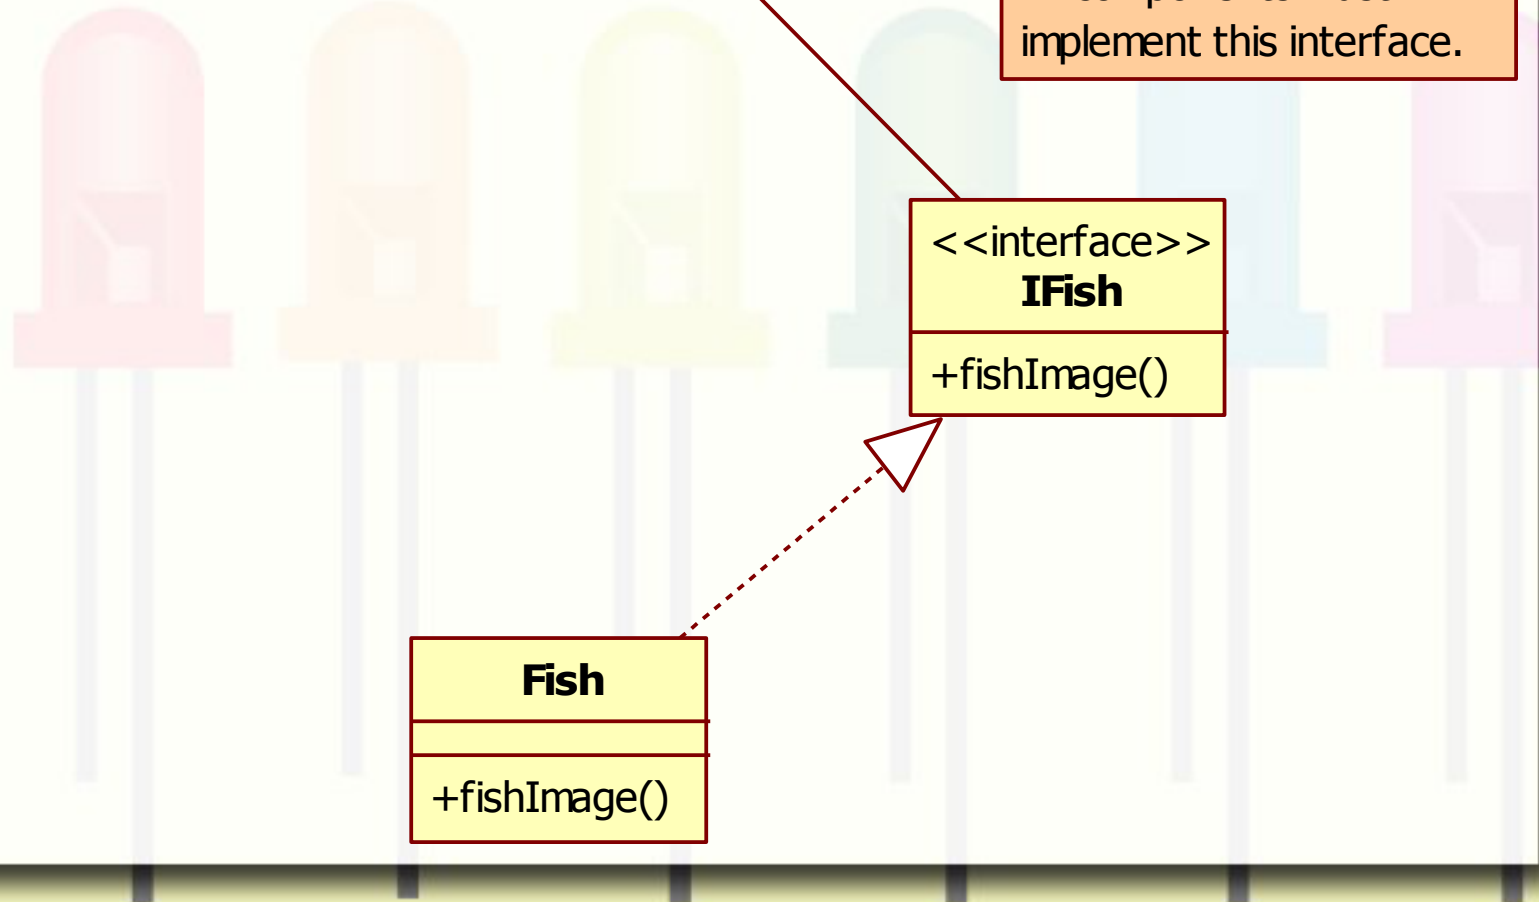 implement this interface.
<<interface>>
IFish
+fishImage()
Fish
+fishImage()